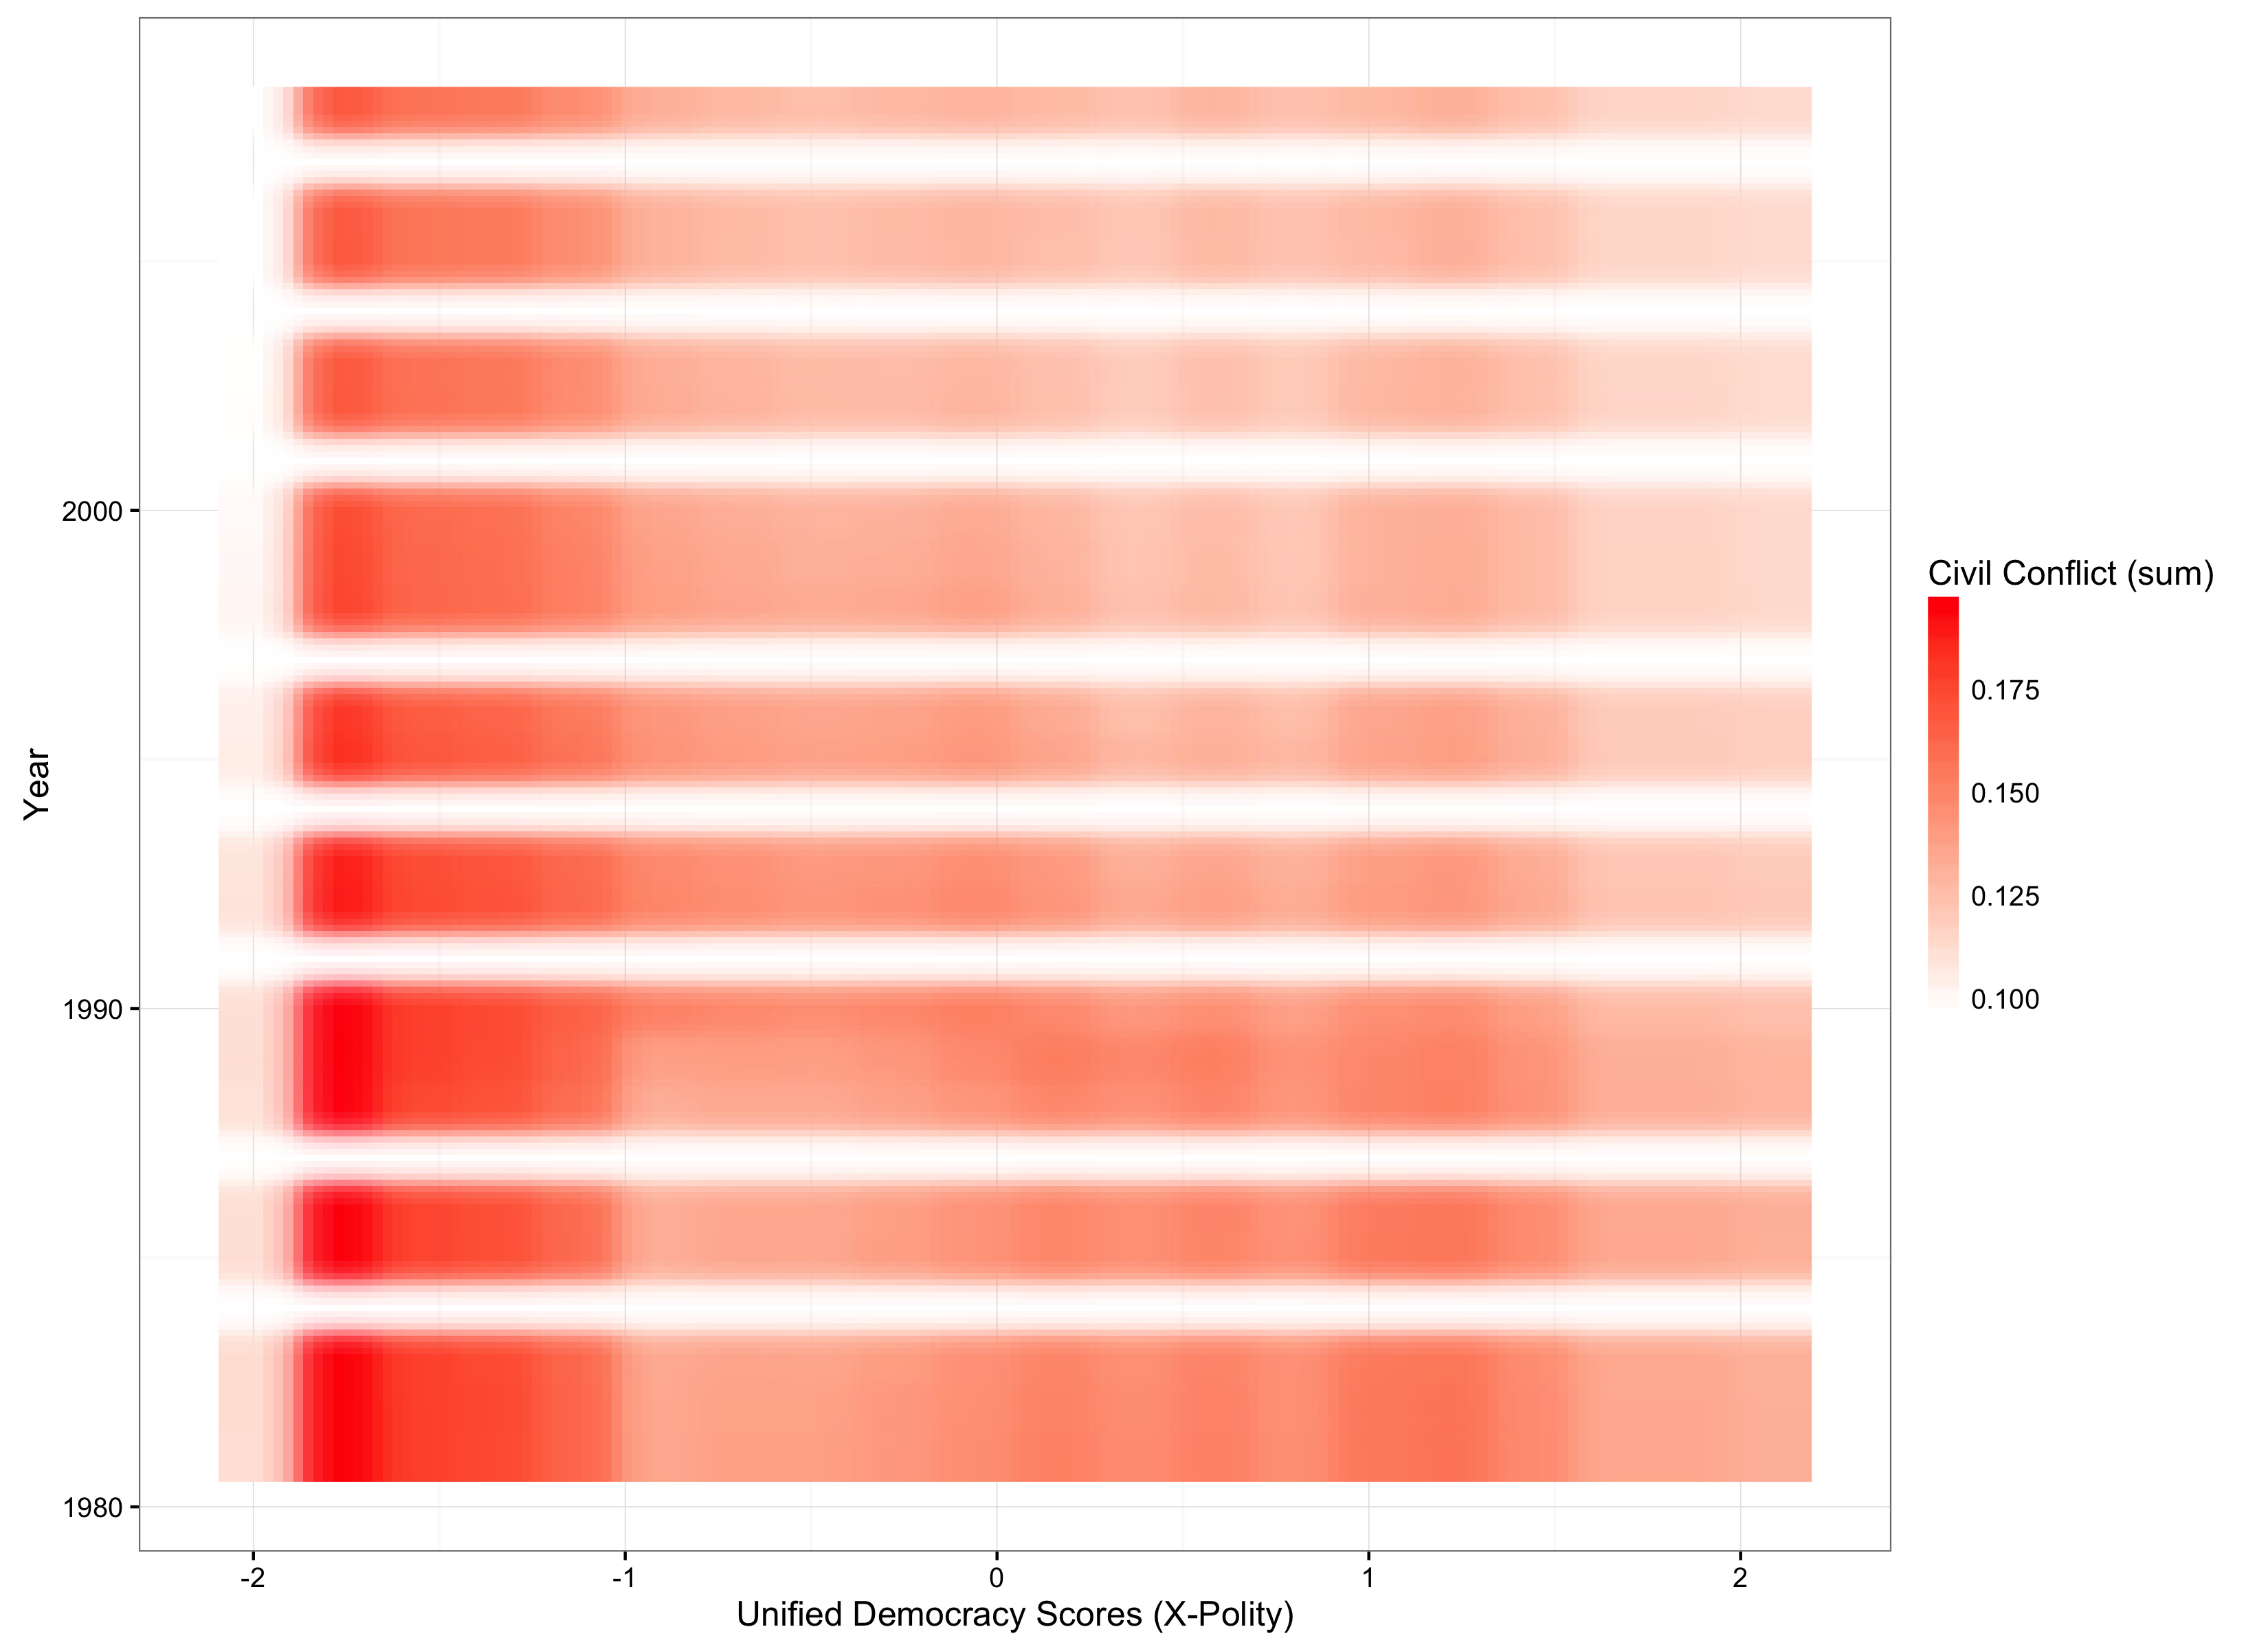 Year
2000
1990
1980
-2 -1 0 1 2
Unified Democracy Scores (X-Polity)
Civil Conflict (sum)
0.175
0.150
0.125
0.100